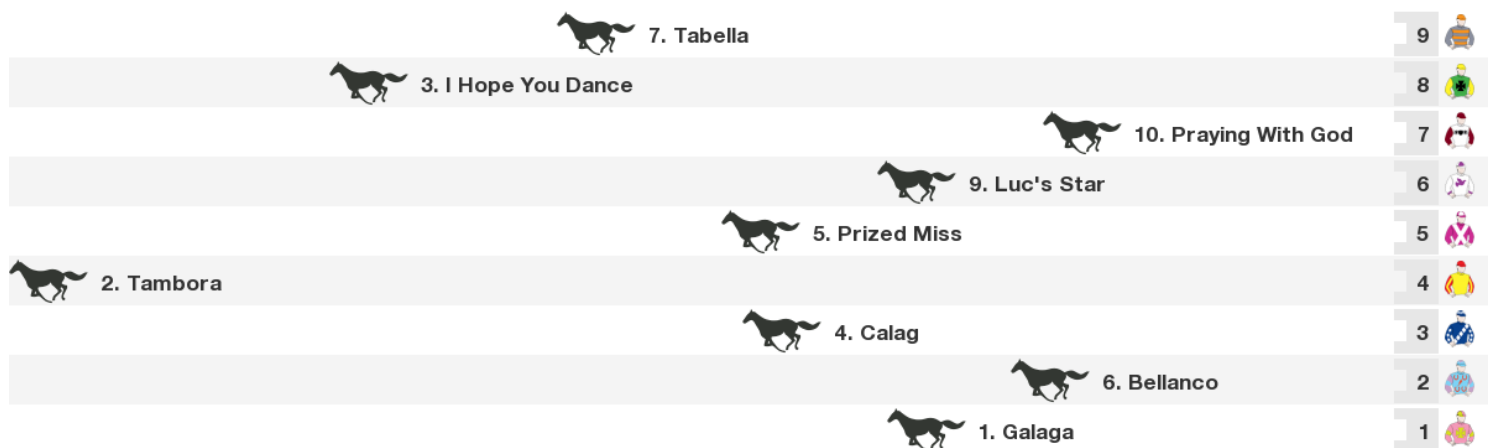 7. Tabella 9
3. I Hope You Dance 8
10. Praying With God 7
9. Luc's Star 6
5. Prized Miss 5
2. Tambora 4
4. Calag 3
6. Bellanco 2
1. Galaga 1